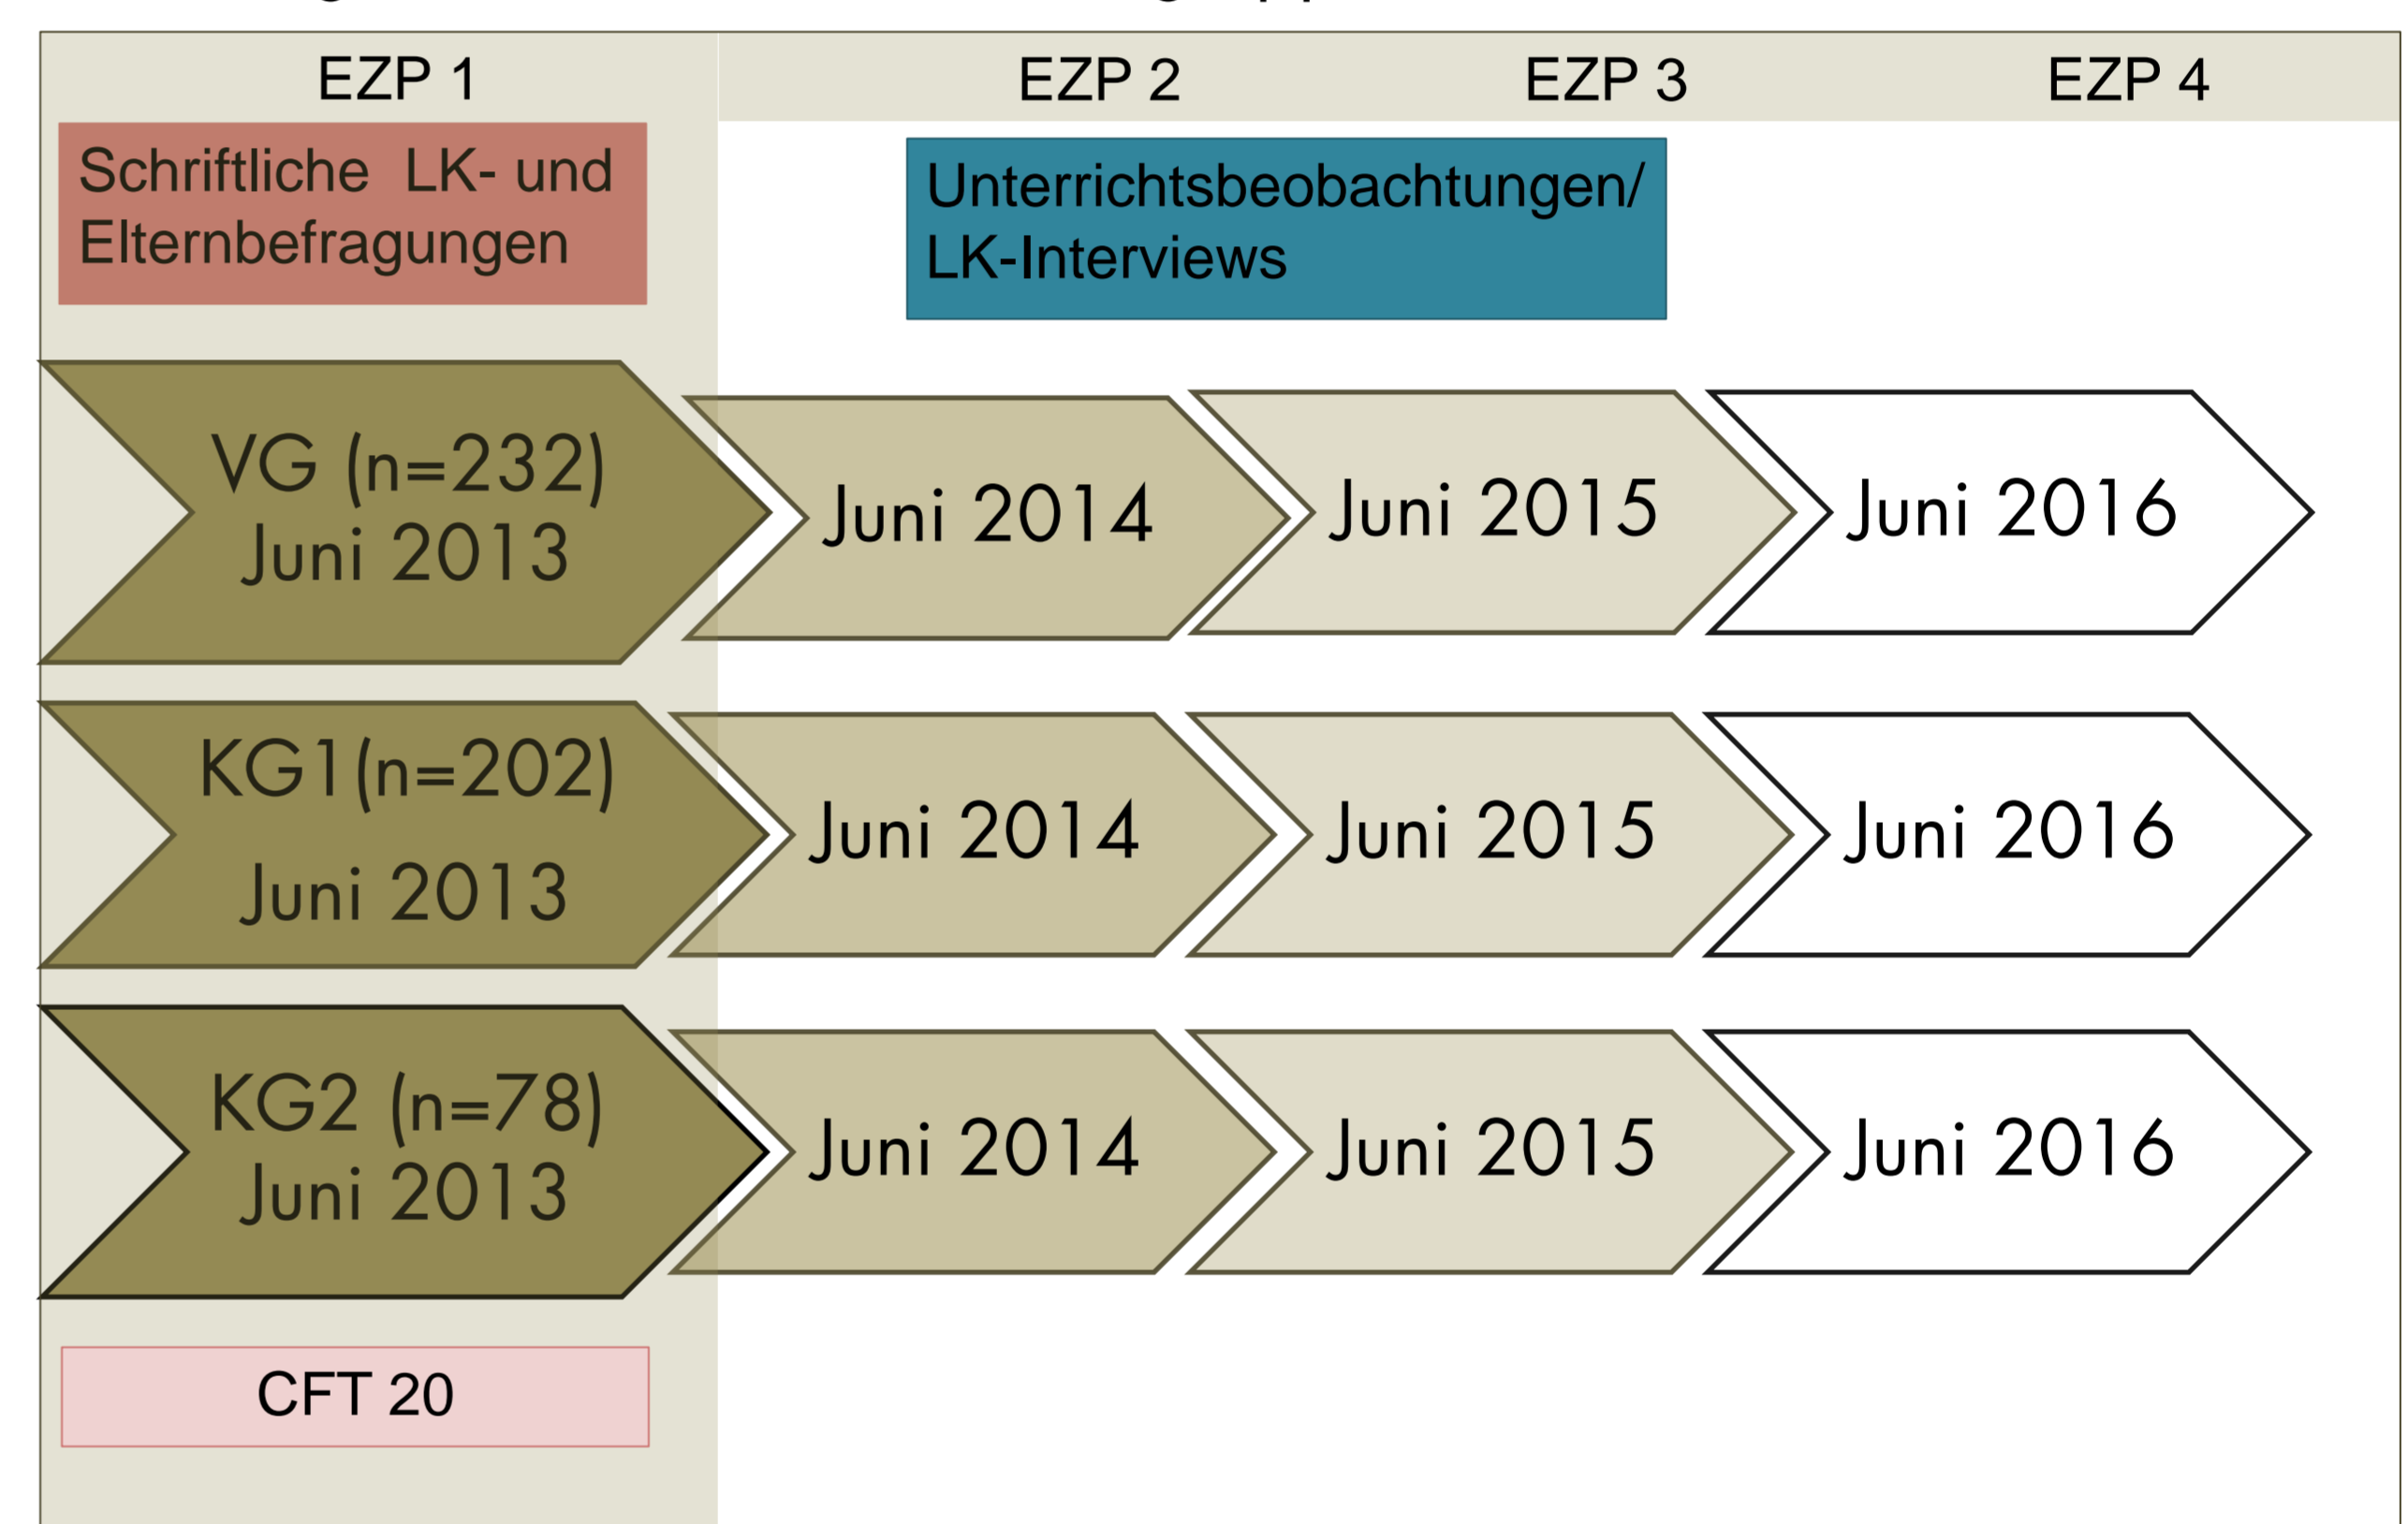 EZP 1
EZP 2
EZP 3
EZP 4
Schriftliche LK- und
Elternbefragungen
Unterrichtsbeobachtungen/
LK-Interviews
VG (n=232)
Juni 2013
Juni 2014
Juni 2015
Juni 2016
KG1(n=202)
Juni 2013
Juni 2014
Juni 2015
Juni 2016
KG2 (n=78)
Juni 2013
Juni 2014
Juni 2015
Juni 2016
CFT 20